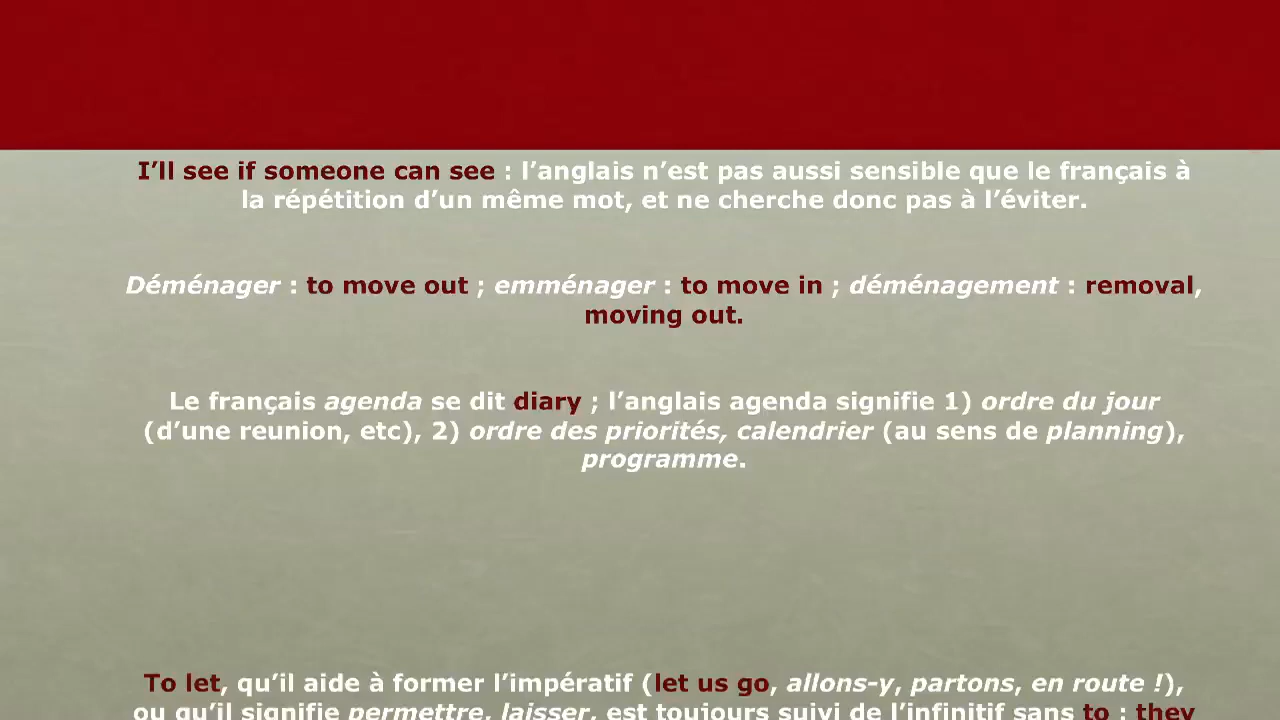 I’ll see if someone can see : l’anglais n’est pas aussi sensible que le français à
la répétition d’un même mot, et ne cherche donc pas à l’éviter.
Déménager : to move out ; emménager : to move in ; déménagement : removal,
moving out.
Le français agenda se dit diary ; l’anglais agenda signifie 1) ordre du jour
(d’une reunion, etc), 2) ordre des priorités, calendrier (au sens de planning),
programme.
To let, qu’il aide à former l’impératif (let us go, allons-y, partons, en route !),
ou qu’il signifie permettre, laisser, est toujours suivi de l’infinitif sans to : they